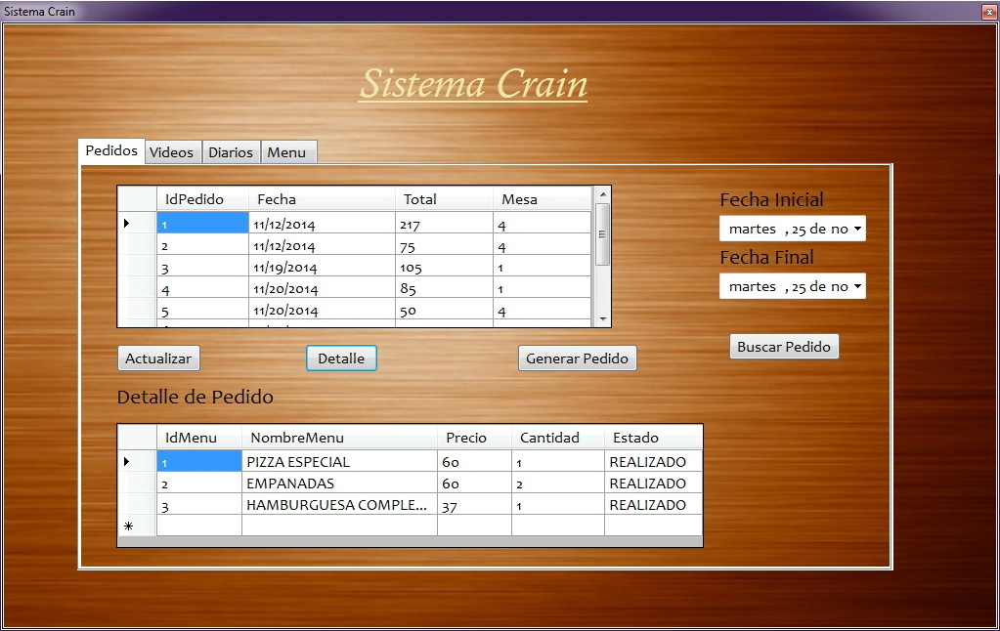 Sistema Crain
Sistema Crain
Pedidos Videos Diarios Menu
IdPedido Fecha Total Mesa
1 11/12/2014 217 4
2 11/12/2014 75 4
3 11/19/2014 105 1
4 11/20/2014 85 1
5 11/20/2014 50 4
Fecha Inicial
martes , 25 de no
Fecha Final
martes , 25 de no
Buscar Pedido
Actualizar Detalle Generar Pedido
Detalle de Pedido
IdMenu NombreMenu Precio Cantidad Estado
1 PIZZA ESPECIAL 60 1 REALIZADO
2 EMPANADAS 60 2 REALIZADO
3 HAMBURGUESA COMPLE... 37 1 REALIZADO